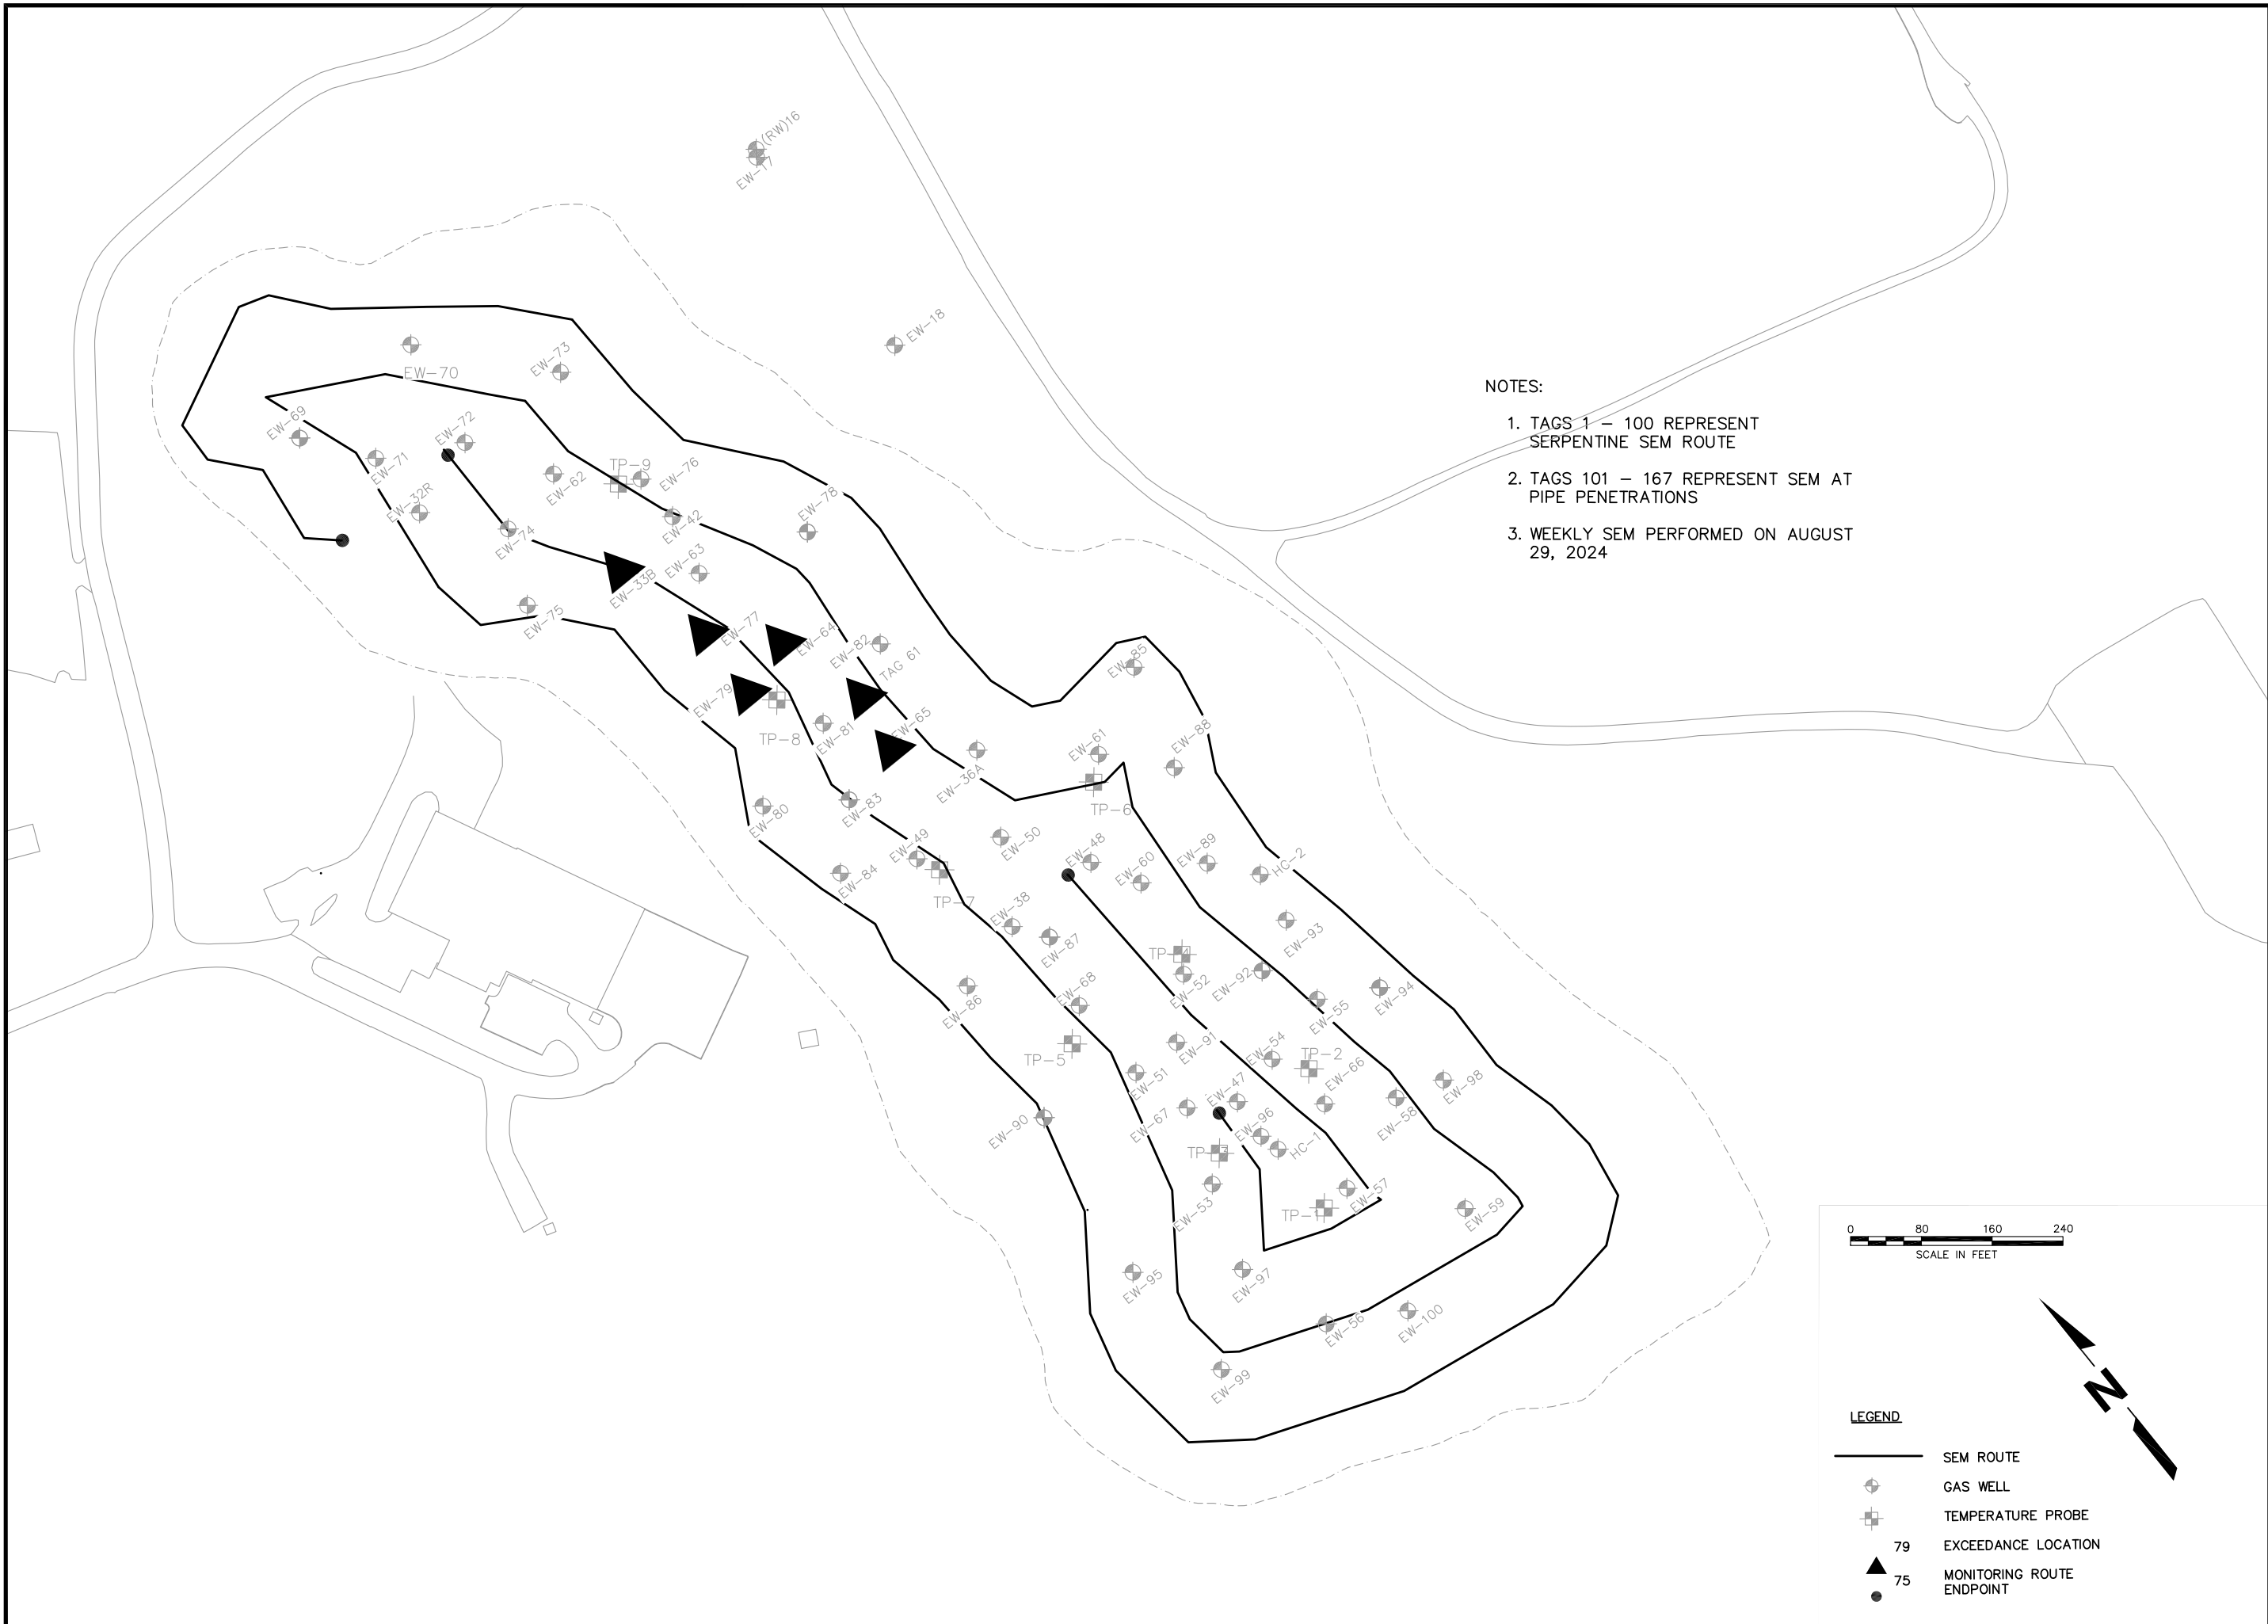 (RW)16
EW-17
EW-18
EW-73
EW-70
NOTES:
1. TAGS 1 – 100 REPRESENT
SERPENTINE SEM ROUTE
2. TAGS 101 – 167 REPRESENT SEM AT
PIPE PENETRATIONS
3. WEEKLY SEM PERFORMED ON AUGUST
29, 2024
EW-69
EW-72
EW-71
TP-9
EW-76
EW-62
EW-32R
EW-78
EW-42
EW-74
EW-63
EW-33B
EW-75
EW-77
EW-64
EW-82
TAG 61
EW-85
EW-79
TP-8
EW-81
EW-65
EW-61
EW-88
EW-36A
TP-6
EW-80
EW-83
EW-49
EW-50
EW-48
EW-60
EW-89
HC-2
EW-84
TP-7
EW-38
EW-87
EW-93
TP-4
EW-52
EW-92
EW-86
EW-68
EW-55
EW-94
TP-5
EW-91
EW-54
TP-2
EW-66
EW-51
EW-47
EW-98
EW-90
EW-67
EW-96
HC-1
EW-58
TP-3
EW-53
TP-1
EW-57
EW-59
EW-95
EW-97
EW-56
EW-100
EW-99
0 80 160 240
SCALE IN FEET
N
LEGEND
SEM ROUTE
GAS WELL
TEMPERATURE PROBE
79 EXCEEDANCE LOCATION
75 MONITORING ROUTE
ENDPOINT